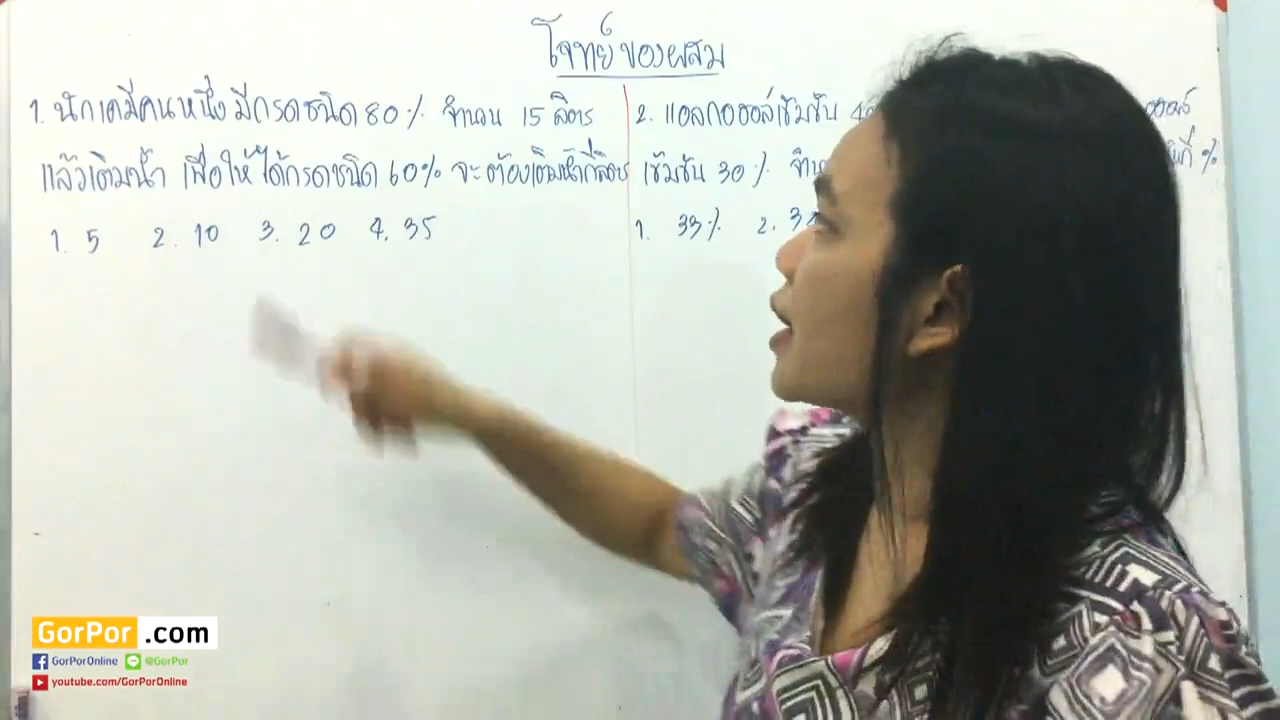 โจทย์ของผสม
1. นักเคมีคนหนึ่ง มีกรดชนิด 80% จำนวน 15 ลิตร
แล้วเติมน้ำ เพื่อให้ได้กรดชนิด 60% จะต้องเติมน้ำกี่ลิตร
1. 5 2. 10 3. 20 4. 35
2. แอลกอฮอล์เข้มข้น
เข้มข้น 30% %
1. 33% 2.
GorPor.com
GorPorOnline @GorPor
youtube.com/GorPorOnline